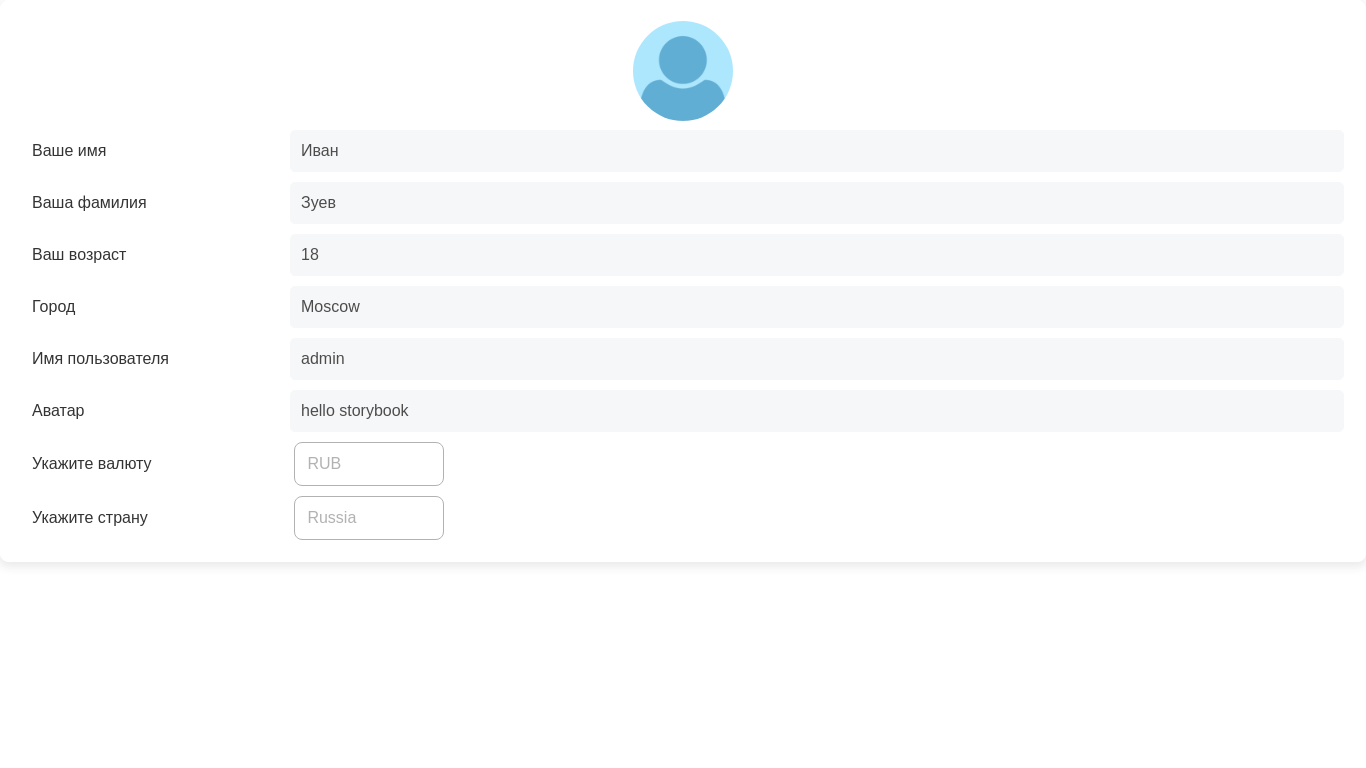 Ваше имя Иван
Ваша фамилия Зуев
Ваш возраст 18
Город Moscow
Имя пользователя admin
Аватар hello storybook
Укажите валюту RUB
Укажите страну Russia